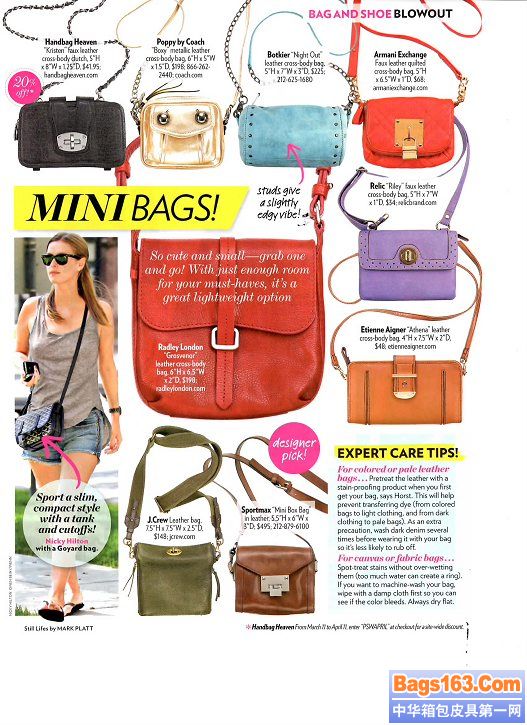 BAG AND SHOE BLOWOUT
Handbag Heaven
"Kristen" faux leather
cross-body clutch, 5"H
x 8"W x 1.25"D, $41.95;
handbagheaven.com
20%
off!*
Poppy by Coach
"Boxy" metallic leather
cross-body bag, 6"H x 5"W
x 1.5"D, $198; 866-262-
2440; coach.com
Botkier "Night Out"
leather cross-body bag,
5"H x 7"W x 3"D, $225;
212-625-1680
Armani Exchange
Faux leather quilted
cross-body bag, 5"H
x 6.5"W x 1"D, $68;
armaniexchange.com
studs give
a slightly
edgy vibe!
Relic "Riley" faux leather
cross-body bag, 5"H x 7"W
x 1"D, $34; relicbrand.com
MINI BAGS!
So cute and small—grab one
and go! With just enough room
for your must-haves, it's a
great lightweight option
Radley London
"Grosvenor"
leather cross-body
bag, 6"H x 6.5"W
x 2"D, $198;
radleylondon.com
Etienne Aigner "Athena" leather
cross-body bag, 4"H x 7.5"W x 2"D,
$48; etienneaigner.com
Sport a slim,
compact style
with a tank
and cutoffs!
Nicky Hilton
with a Goyard bag.
J.Crew Leather bag,
7.5"H x 7.5"W x 2.5"D,
$148; jcrew.com
designer
pick!
Sportmax "Mini Box Bag"
in leather, 5.5"H x 6"W x
3"D, $495; 212-879-6100
EXPERT CARE TIPS!
For colored or pale leather
bags... Pretreat the leather with a
stain-proofing product when you first
get your bag, says Horst. This will help
prevent transferring dye (from colored
bags to light clothing, and from dark
clothing to pale bags). As an extra
precaution, wash dark denim several
times before wearing it with your bag
so it's less likely to rub off.
For canvas or fabric bags...
Spot-treat stains without over-wetting
them (too much water can create a ring).
If you want to machine-wash your bag,
wipe with a damp cloth first so you can
see if the color bleeds. Always dry flat.
Still Lifes by MARK PLATT
* Handbag Heaven From March 11 to April 11, enter "PSWAPRIL" at checkout for a site-wide discount.
Bags163.Com
中华箱包皮具第一网